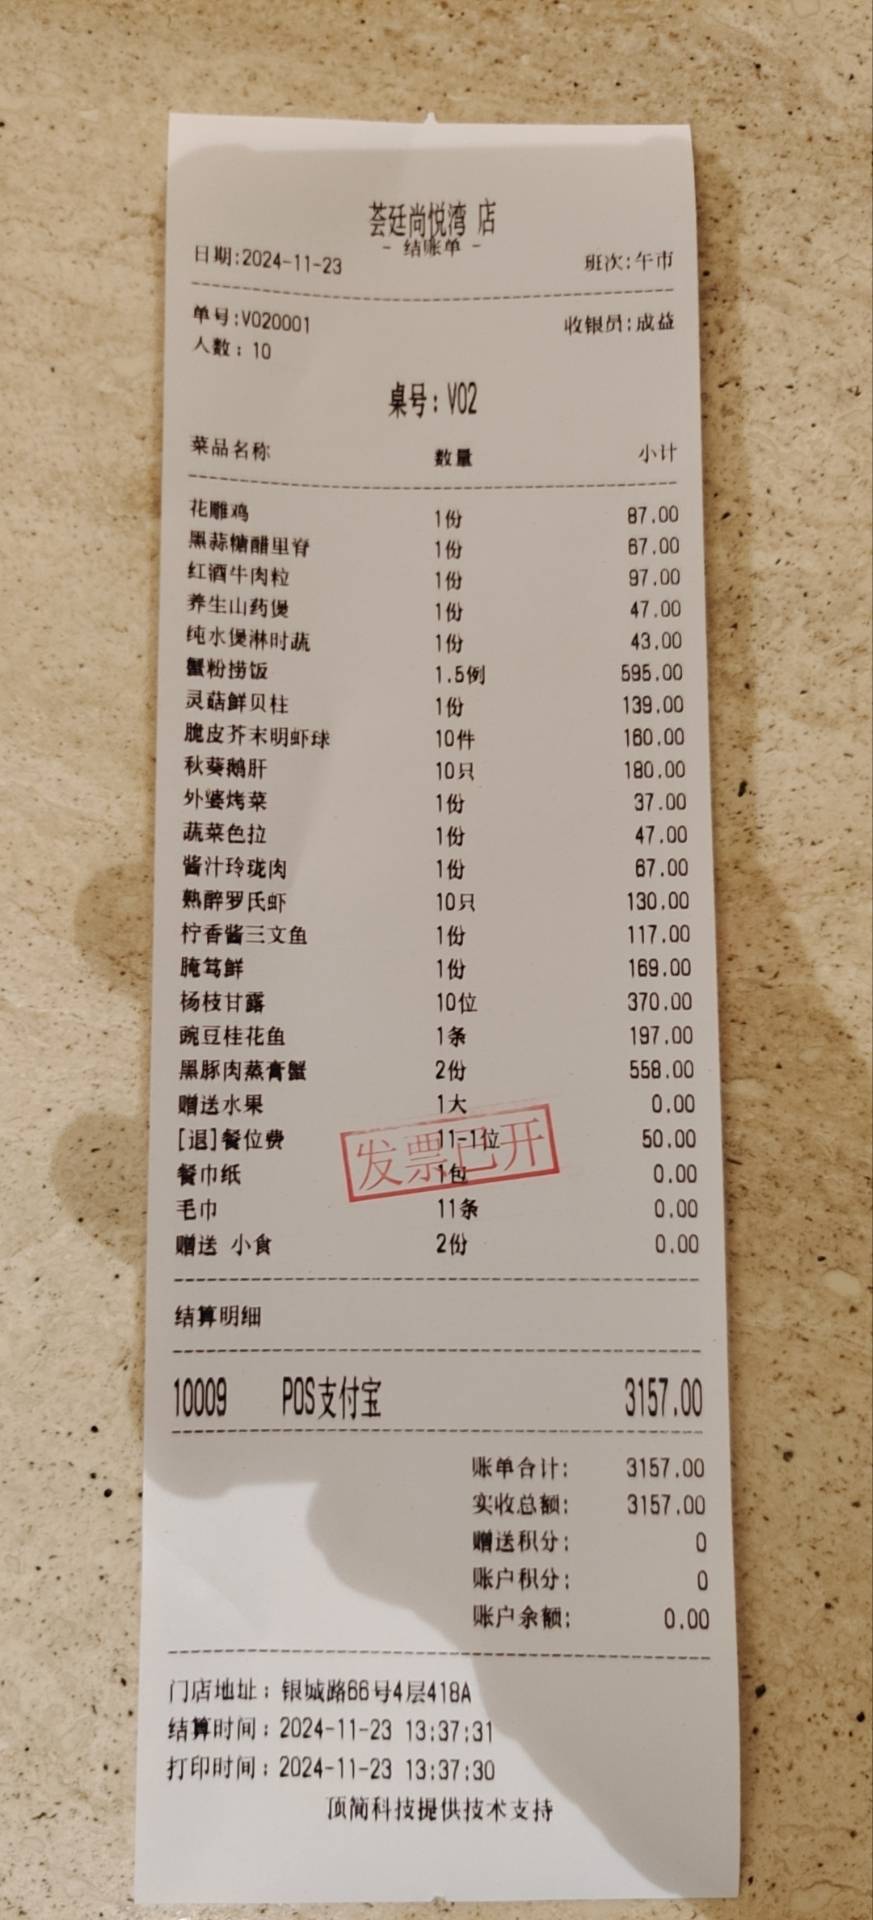 荟廷尚悦湾 店
- 结账单 -
日期:2024-11-23 班次:午市
单号:V020001 收银员:成益
人数: 10
桌号: V02
菜品名称 数量 小计
花雕鸡 1份 87.00
黑蒜糖醋里脊 1份 67.00
红酒牛肉粒 1份 97.00
养生山药煲 1份 47.00
纯水煲淋时蔬 1份 43.00
蟹粉捞饭 1.5例 595.00
灵菇鲜贝柱 1份 139.00
脆皮芥末明虾球 10件 160.00
秋葵鹅肝 10只 180.00
外婆烤菜 1份 37.00
蔬菜色拉 1份 47.00
酱汁玲珑肉 1份 67.00
熟醉罗氏虾 10只 130.00
柠香酱三文鱼 1份 117.00
腌笃鲜 1份 169.00
杨枝甘露 10位 370.00
豌豆桂花鱼 1条 197.00
黑豚肉蒸膏蟹 2份 558.00
赠送水果 1大 0.00
[退]餐位费 11-1位 50.00
发票已开
餐巾纸 1包 0.00
毛巾 11条 0.00
赠送 小食 2份 0.00
结算明细
10009 POS支付宝 3157.00
账单合计: 3157.00
实收总额: 3157.00
赠送积分: 0
账户积分: 0
账户余额: 0.00
门店地址: 银城路66号4层418A
结算时间: 2024-11-23 13:37:31
打印时间: 2024-11-23 13:37:30
顶简科技提供技术支持